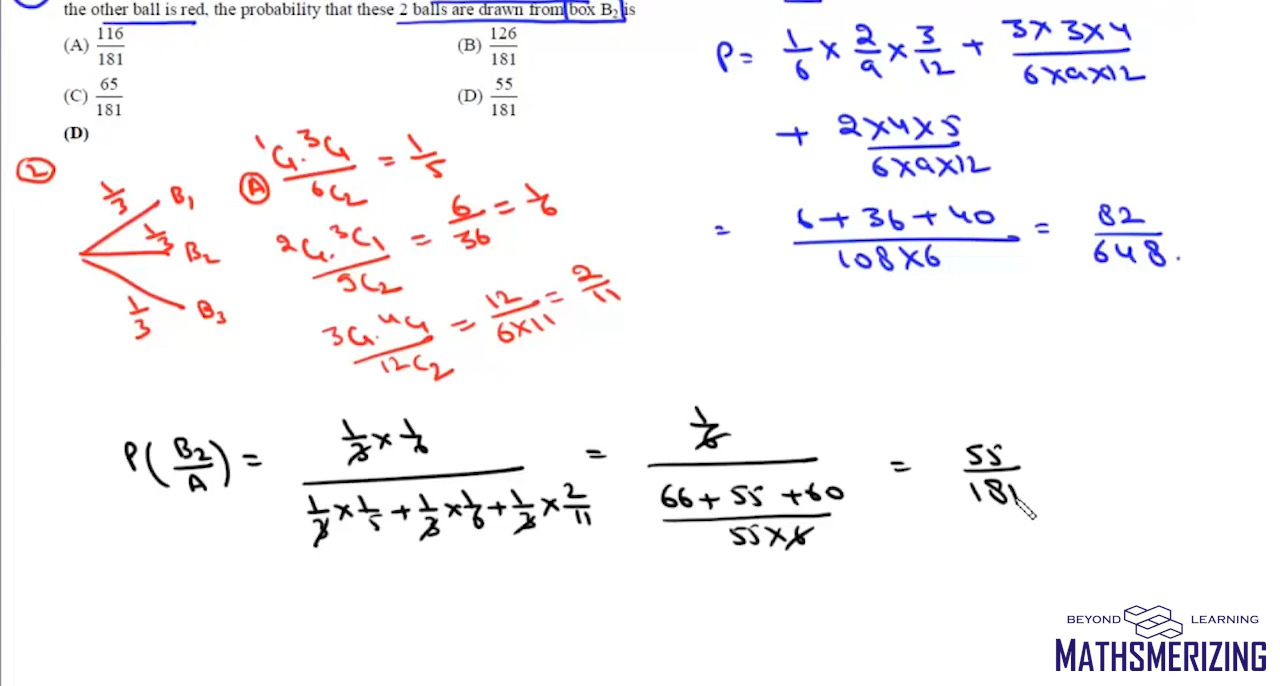 the other ball is red, the probability that these 2 balls are drawn from box B₂ is
(A) 116/181 (B) 126/181
(C) 65/181 (D) 55/181
(D)
P = 1/6 × 2/9 × 3/12 + 3×3×4/6×9×12
+ 2×4×5/6×9×12
= 6+36+40/108×6 = 82/648.
②
1/3 B₁
1/3 B₂
1/3 B₃
Ⓐ ¹C₁.³C₁/6C₂ = 1/5
2C₁.³C₁/9C₂ = 6/36 = 1/6
3C₁.⁴C₁/12C₂ = 12/6×11 = 2/11
P(B₂/A) = 1/3 × 1/6 / 1/3 × 1/5 + 1/3 × 1/6 + 1/3 × 2/11 = 1/6 / 66+55+60/55×6 = 55/181
BEYOND LEARNING
MATHSMERIZING